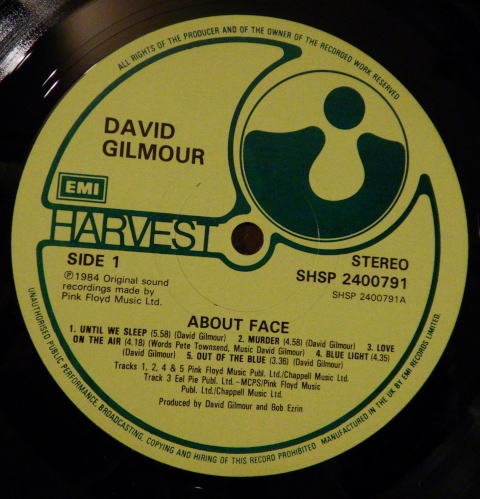 ALL RIGHTS OF THE PRODUCER AND OF THE OWNER OF THE RECORDED WORK RESERVED
DAVID
GILMOUR
EMI
HARVEST
SIDE 1
℗1984 Original sound
recordings made by
Pink Floyd Music Ltd.
STEREO
SHSP 2400791
SHSP 2400791A
ABOUT FACE
1. UNTIL WE SLEEP (5.58) (David Gilmour) 2. MURDER (4.58) (David Gilmour) 3. LOVE
ON THE AIR (4.18) (Words Pete Townsend, Music David Gilmour) 4. BLUE LIGHT (4.35)
(David Gilmour) 5. OUT OF THE BLUE (3.36) (David Gilmour)
Tracks 1, 2, 4 & 5 Pink Floyd Music Publ. Ltd./Chappell Music Ltd.
Track 3 Eel Pie Publ. Ltd. –MCPS/Pink Floyd Music
Publ. Ltd./Chappell Music Ltd.
Produced by David Gilmour and Bob Ezrin
UNAUTHORISED PUBLIC PERFORMANCE, BROADCASTING, COPYING AND HIRING OF THIS RECORD PROHIBITED MANUFACTURED IN THE UK BY EMI RECORDS LIMITED.